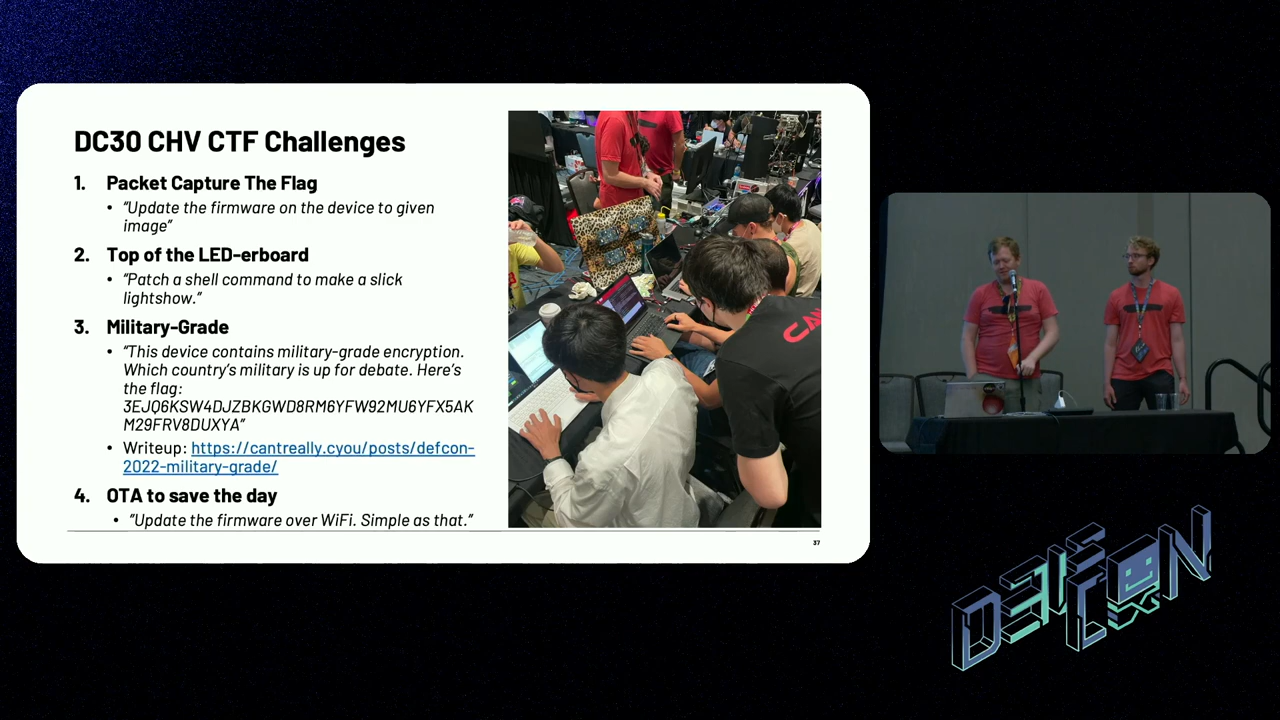 DC30 CHV CTF Challenges
1. Packet Capture The Flag
• "Update the firmware on the device to given
image"
2. Top of the LED-erboard
• "Patch a shell command to make a slick
lightshow."
3. Military-Grade
• "This device contains military-grade encryption.
Which country's military is up for debate. Here's
the flag:
3EJQ6KSW4DJZBKGWD8RM6YFW92MU6YFX5AK
M29FRV8DUXYA"
• Writeup: https://cantreally.cyou/posts/defcon-
2022-military-grade/
4. OTA to save the day
• "Update the firmware over WiFi. Simple as that."
37
DEF
CON